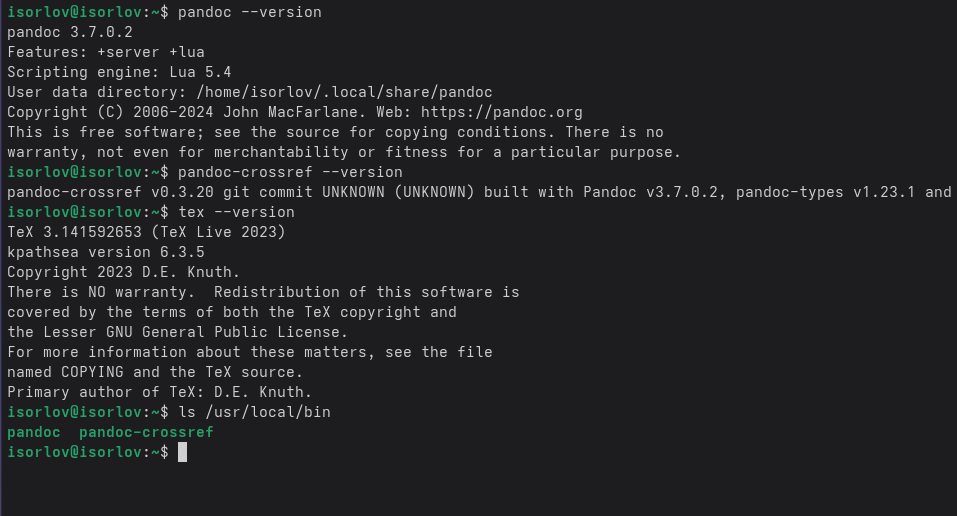 isorlov@isorlov:~$ pandoc --version
pandoc 3.7.0.2
Features: +server +lua
Scripting engine: Lua 5.4
User data directory: /home/isorlov/.local/share/pandoc
Copyright (C) 2006-2024 John MacFarlane. Web: https://pandoc.org
This is free software; see the source for copying conditions. There is no
warranty, not even for merchantability or fitness for a particular purpose.
isorlov@isorlov:~$ pandoc-crossref --version
pandoc-crossref v0.3.20 git commit UNKNOWN (UNKNOWN) built with Pandoc v3.7.0.2, pandoc-types v1.23.1 and
isorlov@isorlov:~$ tex --version
TeX 3.141592653 (TeX Live 2023)
kpathsea version 6.3.5
Copyright 2023 D.E. Knuth.
There is NO warranty.  Redistribution of this software is
covered by the terms of both the TeX copyright and
the Lesser GNU General Public License.
For more information about these matters, see the file
named COPYING and the TeX source.
Primary author of TeX: D.E. Knuth.
isorlov@isorlov:~$ ls /usr/local/bin
pandoc  pandoc-crossref
isorlov@isorlov:~$